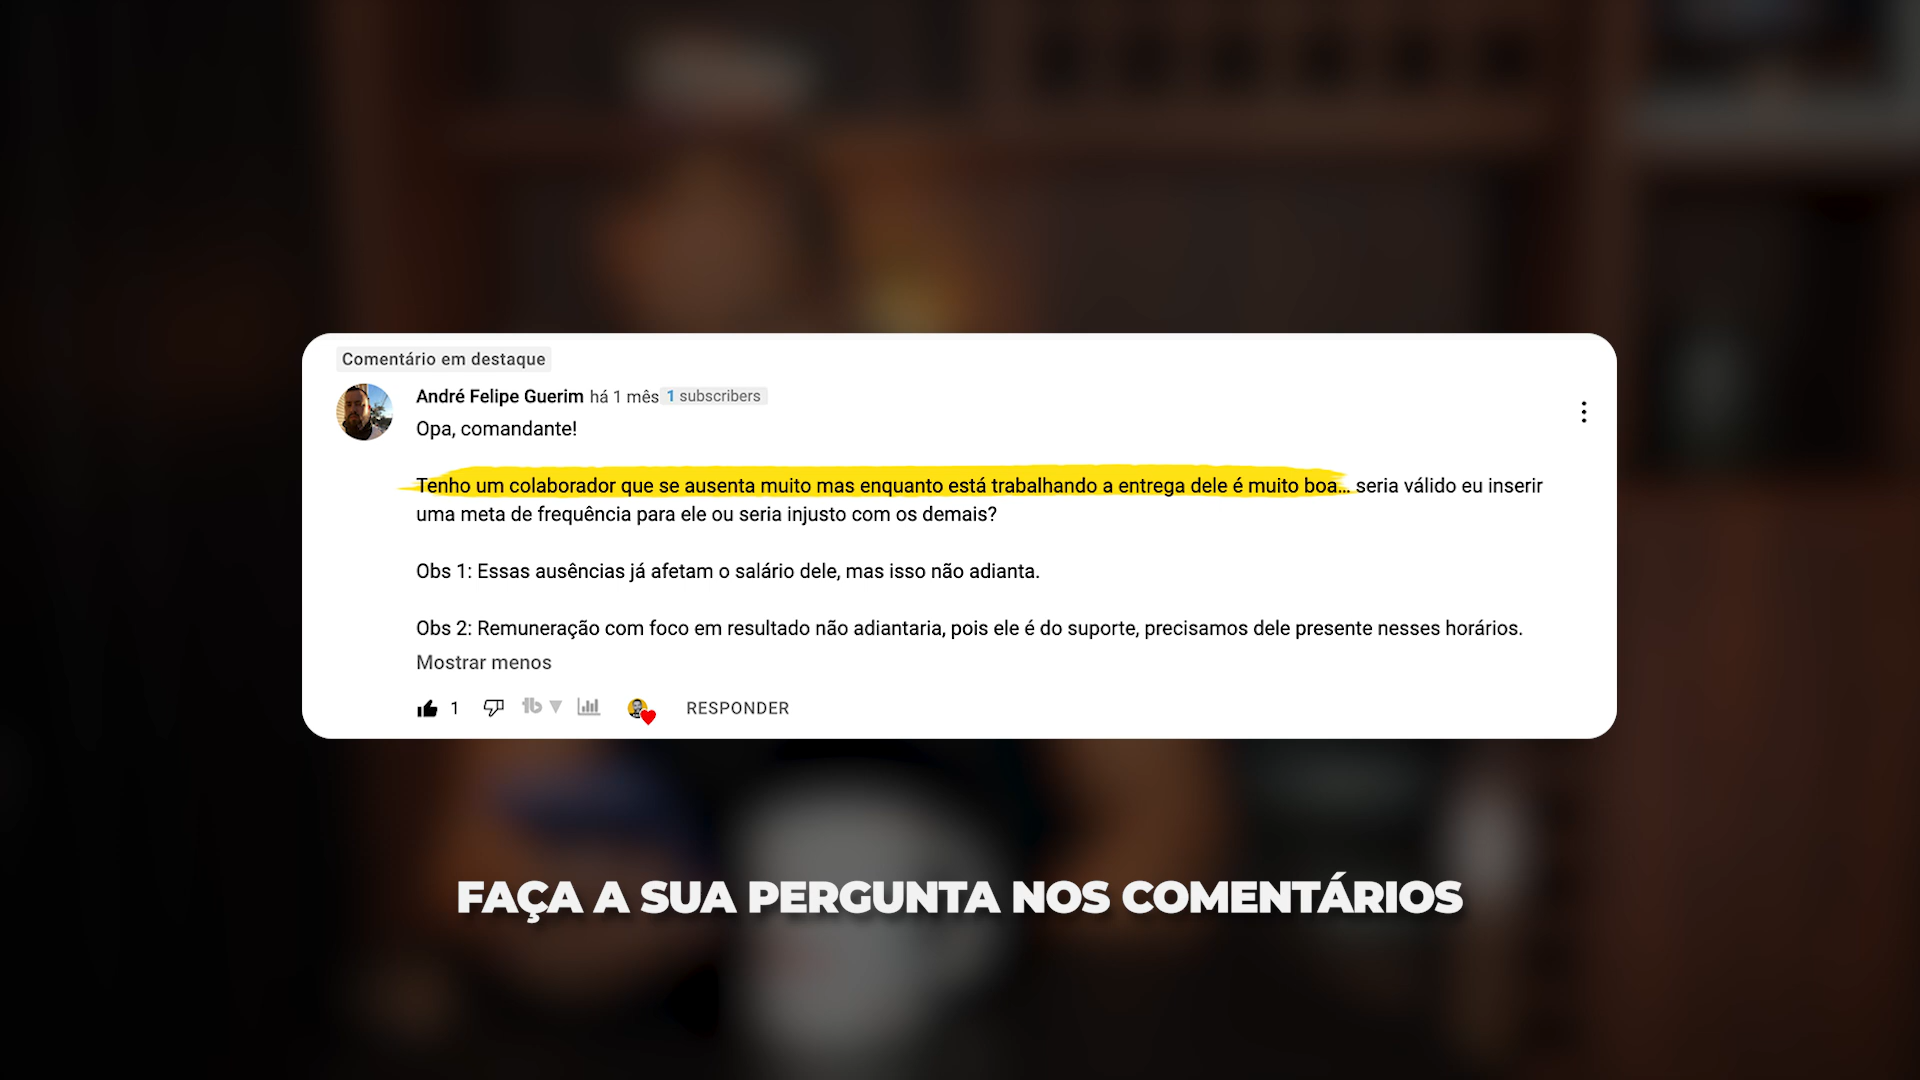 Comentário em destaque
André Felipe Guerim há 1 mês 1 subscribers
Opa, comandante!
Tenho um colaborador que se ausenta muito mas enquanto está trabalhando a entrega dele é muito boa... seria válido eu inserir
uma meta de frequência para ele ou seria injusto com os demais?
Obs 1: Essas ausências já afetam o salário dele, mas isso não adianta.
Obs 2: Remuneração com foco em resultado não adiantaria, pois ele é do suporte, precisamos dele presente nesses horários.
Mostrar menos
1 tb RESPONDER
FAÇA A SUA PERGUNTA NOS COMENTÁRIOS